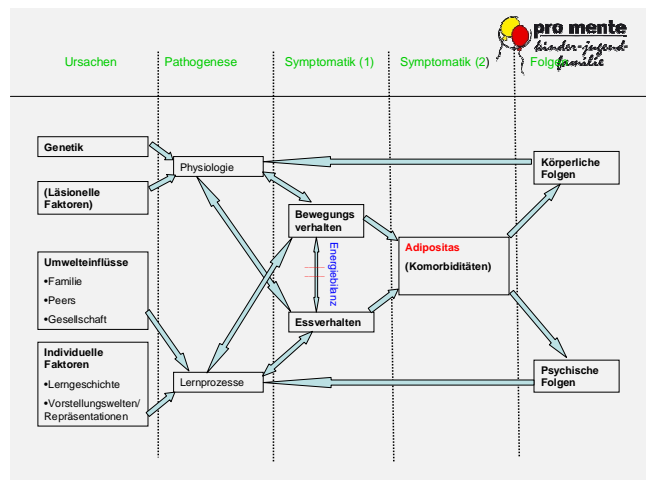 pro mente
kinder-jugend-
familie
Ursachen
Pathogenese
Symptomatik (1)
Symptomatik (2)
Folgen
Genetik
(Läsionelle
Faktoren)
Umwelteinflüsse
•Familie
•Peers
•Gesellschaft
Individuelle
Faktoren
•Lerngeschichte
•Vorstellungswelten/
Repräsentationen
Physiologie
Lernprozesse
Bewegungs
verhalten
Energiebilanz
Essverhalten
Adipositas
(Komorbiditäten)
Körperliche
Folgen
Psychische
Folgen